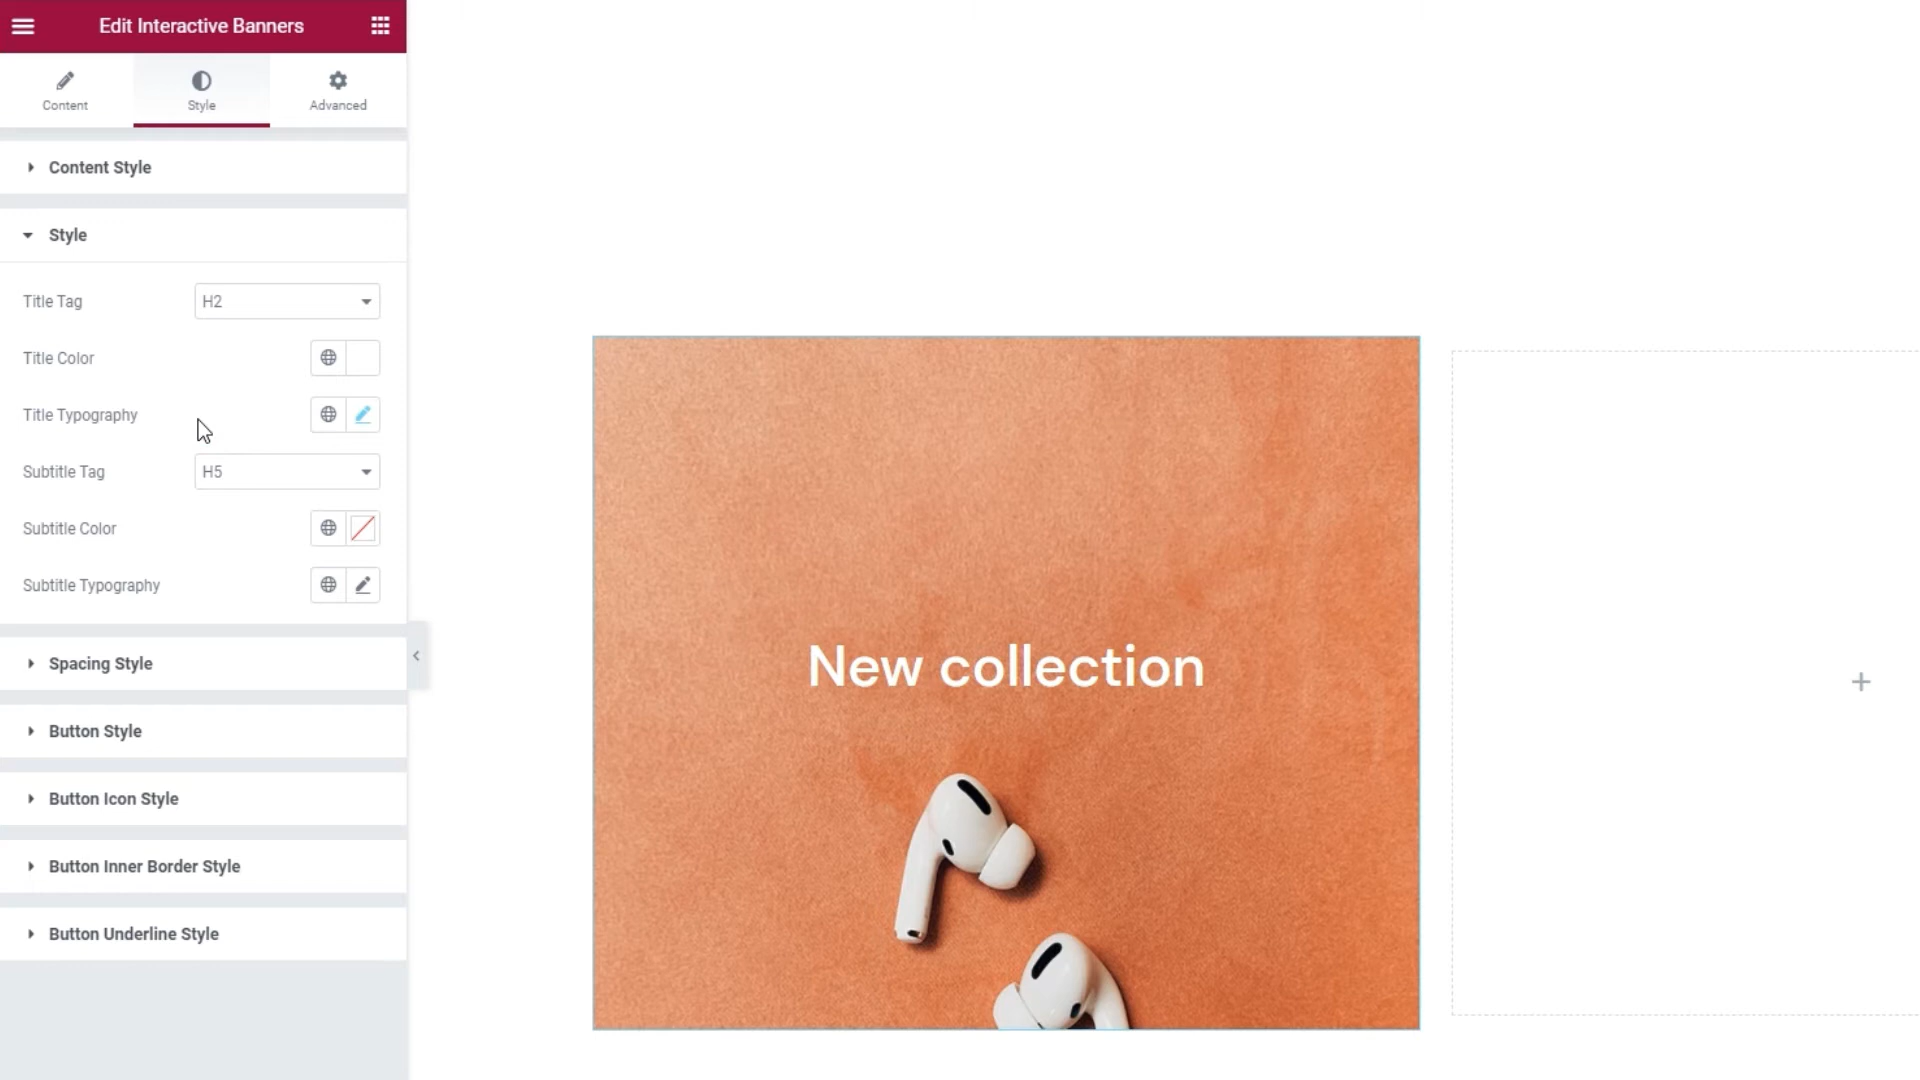 Edit Interactive Banners
Content
Style
Advanced
Content Style
Style
Title Tag
H2
Title Color
Title Typography
Subtitle Tag
H5
Subtitle Color
Subtitle Typography
Spacing Style
Button Style
Button Icon Style
Button Inner Border Style
Button Underline Style
New collection